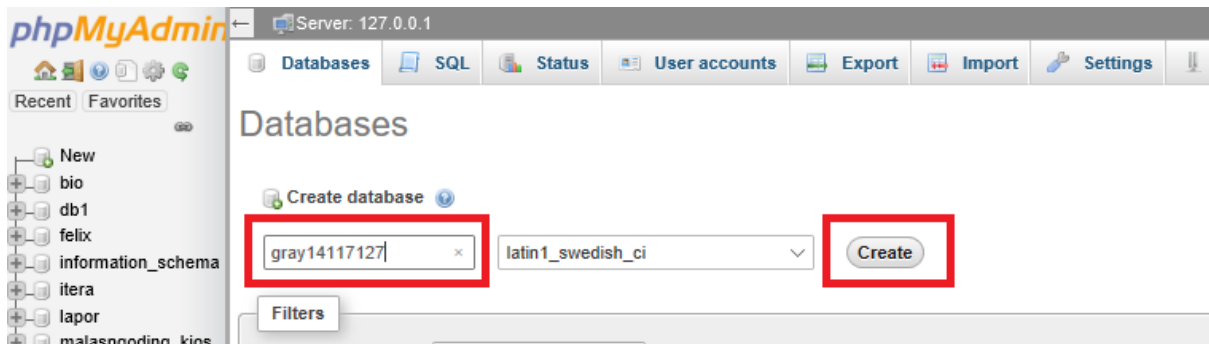 phpMyAdmin
Recent Favorites
New
bio
db1
felix
information_schema
itera
lapor
malasngoding_kios
Server: 127.0.0.1
Databases SQL Status User accounts Export Import Settings
Databases
Create database
gray14117127 × latin1_swedish_ci Create
Filters